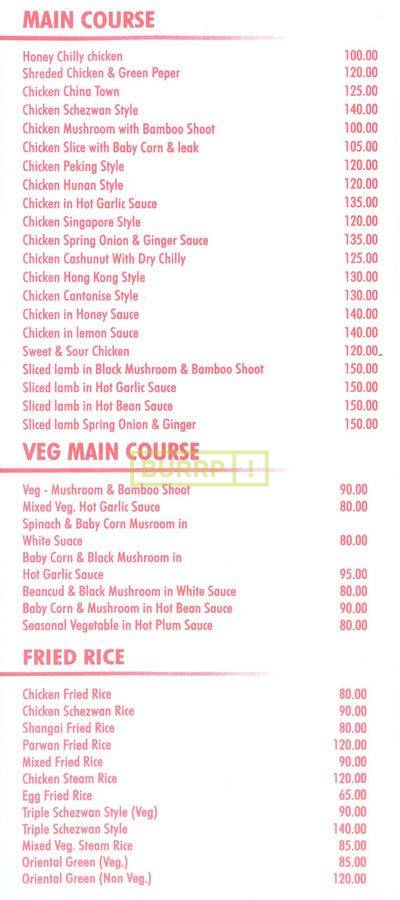 MAIN COURSE
Honey Chilly chicken 100.00
Shreded Chicken & Green Peper 120.00
Chicken China Town 125.00
Chicken Schezwan Style 140.00
Chicken Mushroom with Bamboo Shoot 100.00
Chicken Slice with Baby Corn & leak 105.00
Chicken Peking Style 120.00
Chicken Hunan Style 120.00
Chicken in Hot Garlic Sauce 135.00
Chicken Singapore Style 120.00
Chicken Spring Onion & Ginger Sauce 135.00
Chicken Cashunut With Dry Chilly 125.00
Chicken Hong Kong Style 130.00
Chicken Cantonise Style 130.00
Chicken in Honey Sauce 140.00
Chicken in lemon Sauce 140.00
Sweet & Sour Chicken 120.00
Sliced lamb in Black Mushroom & Bamboo Shoot 150.00
Sliced lamb in Hot Garlic Sauce 150.00
Sliced lamb in Hot Bean Sauce 150.00
Sliced lamb Spring Onion & Ginger 150.00
VEG MAIN COURSE
BURRP!
Veg - Mushroom & Bamboo Shoot 90.00
Mixed Veg. Hot Garlic Sauce 80.00
Spinach & Baby Corn Musroom in
White Suace 80.00
Baby Corn & Black Mushroom in
Hot Garlic Sauce 95.00
Beancud & Black Mushroom in White Sauce 80.00
Baby Corn & Mushroom in Hot Bean Sauce 90.00
Seasonal Vegetable in Hot Plum Sauce 80.00
FRIED RICE
Chicken Fried Rice 80.00
Chicken Schezwan Rice 90.00
Shangai Fried Rice 80.00
Parwan Fried Rice 120.00
Mixed Fried Rice 90.00
Chicken Steam Rice 120.00
Egg Fried Rice 65.00
Triple Schezwan Style (Veg) 90.00
Triple Schezwan Style 140.00
Mixed Veg. Steam Rice 85.00
Oriental Green (Veg.) 85.00
Oriental Green (Non Veg.) 120.00